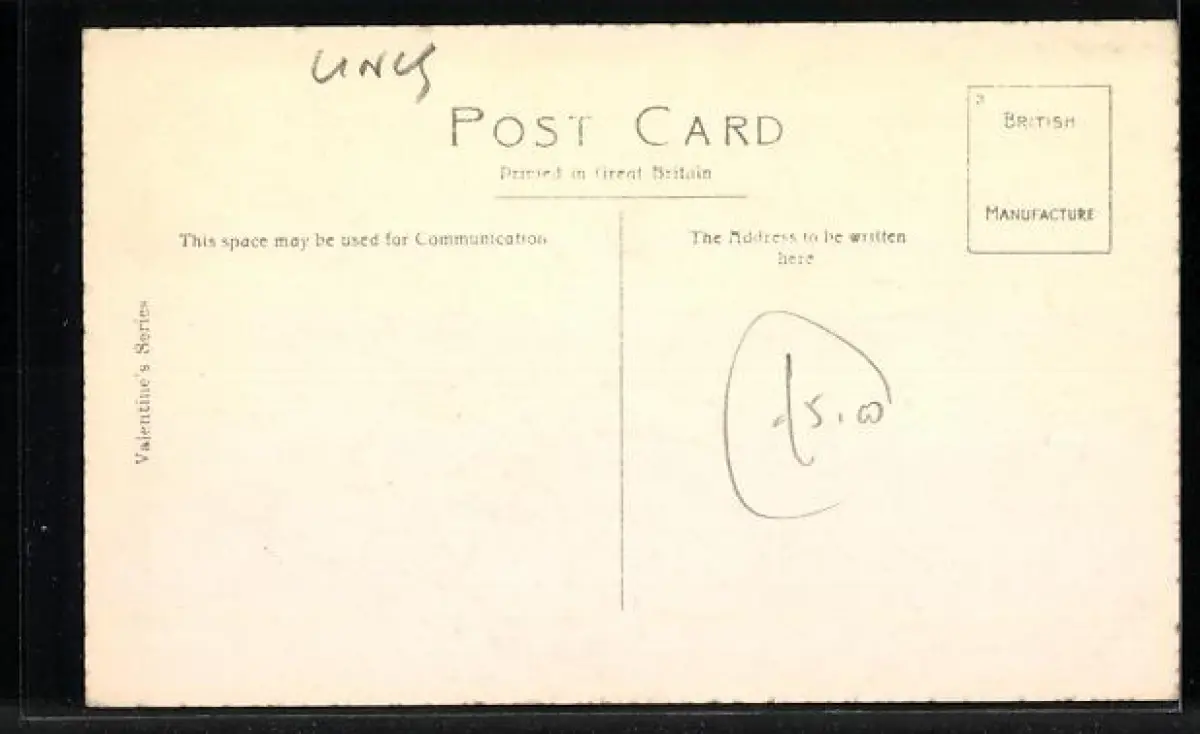 LINCS
POST CARD
Printed in Great Britain
BRITISH
MANUFACTURE
This space may be used for Communication
The Address to be written
here
Valentine's Series
£5.00